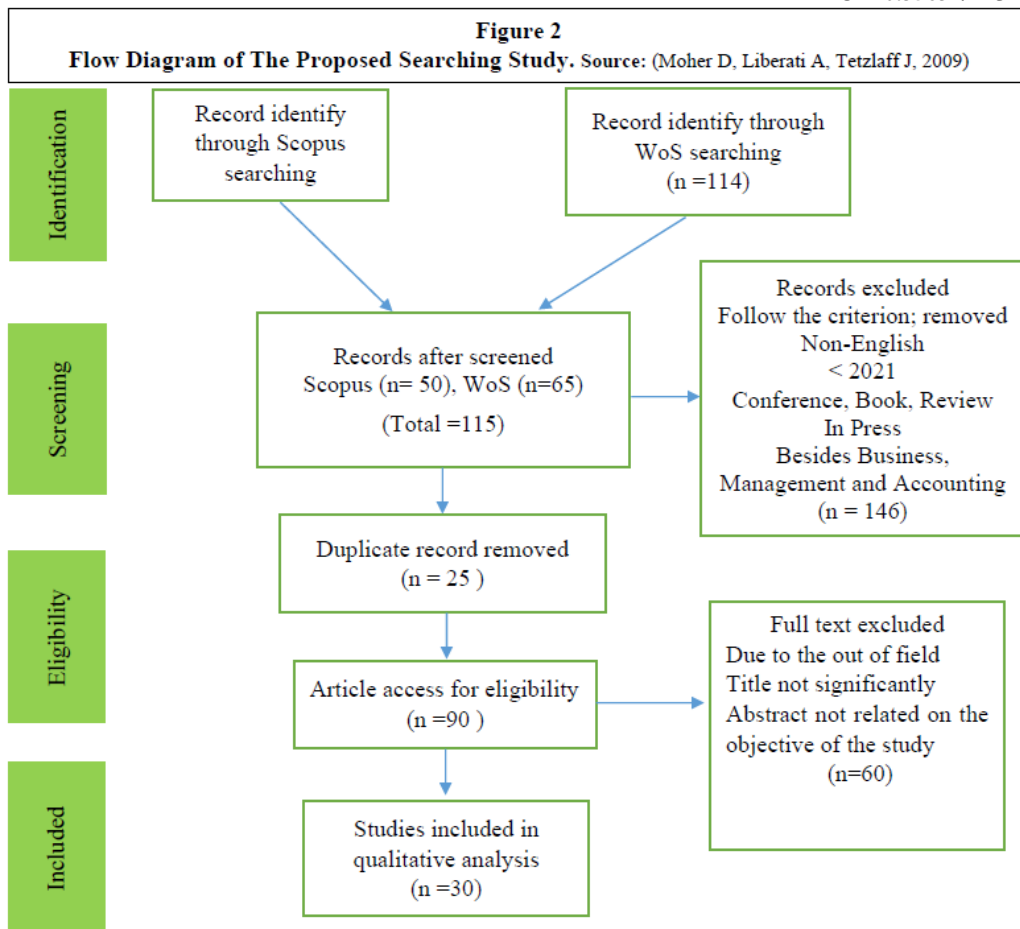 Figure 2
Flow Diagram of The Proposed Searching Study. Source: (Moher D, Liberati A, Tetzlaff J, 2009)
Identification
Record identify
through Scopus
searching
Record identify through
WoS searching
(n =114)
Screening
Records after screened
Scopus (n= 50), WoS (n=65)
(Total =115)
Records excluded
Follow the criterion; removed
Non-English
< 2021
Conference, Book, Review
In Press
Besides Business,
Management and Accounting
(n = 146)
Duplicate record removed
(n = 25 )
Eligibility
Article access for eligibility
(n =90 )
Full text excluded
Due to the out of field
Title not significantly
Abstract not related on the
objective of the study
(n=60)
Included
Studies included in
qualitative analysis
(n =30)